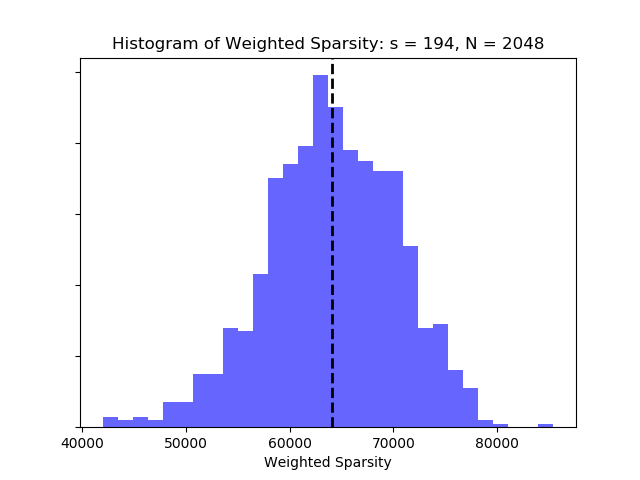 Histogram of Weighted Sparsity: s = 194, N = 2048
40000 50000 60000 70000 80000
Weighted Sparsity